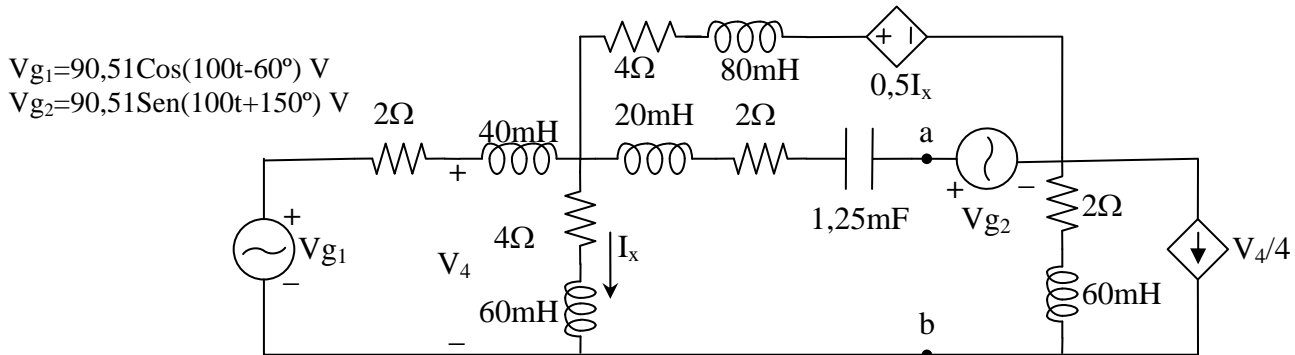 Vg₁=90,51Cos(100t-60º) V
Vg₂=90,51Sen(100t+150º) V
4Ω
80mH
+ −
0,5Iₓ
2Ω
40mH
20mH
2Ω
a
+
+
−
1,25mF
Vg₂
2Ω
+
Vg₁
−
4Ω
Iₓ
V₄
V₄/4
60mH
60mH
−
b